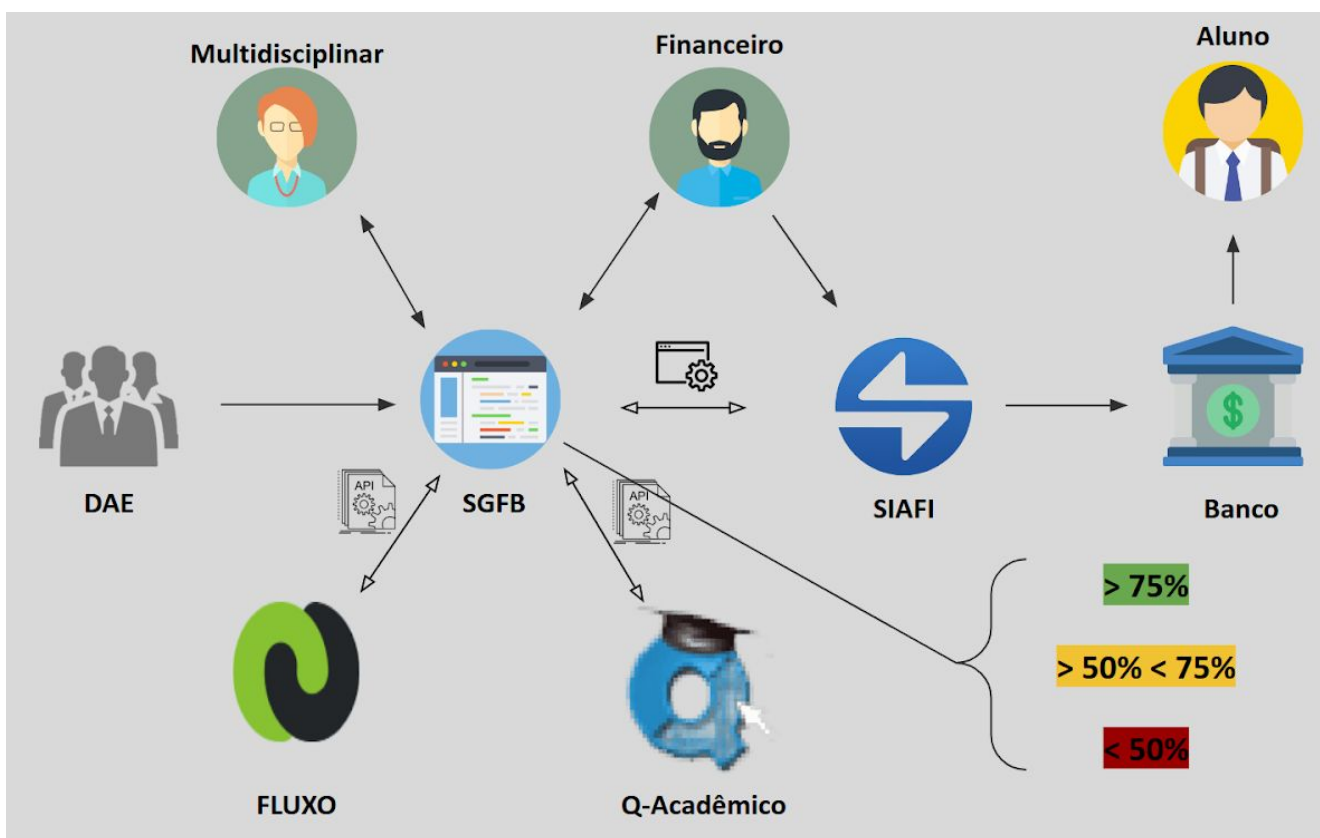 Multidisciplinar
Financeiro
Aluno
DAE
SGFB
SIAFI
Banco
API
API
> 75%
> 50% < 75%
< 50%
FLUXO
Q-Acadêmico